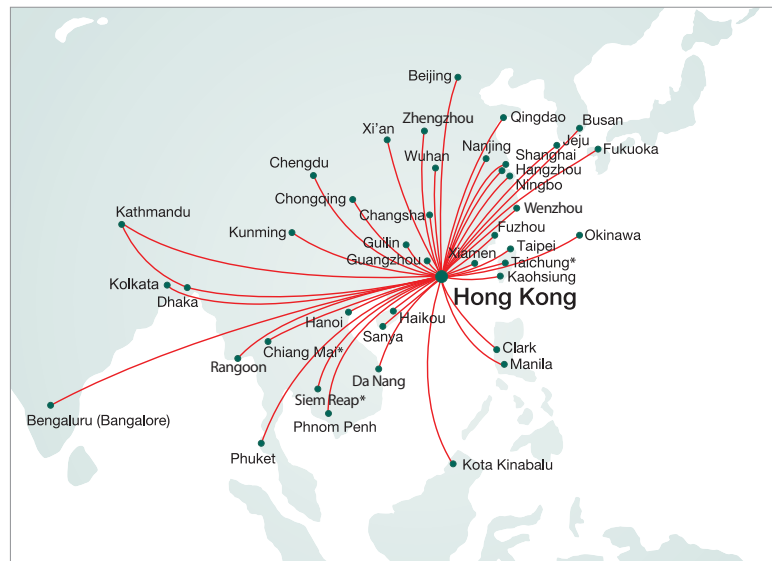 Beijing
Zhengzhou
Qingdao
Busan
Xi'an
Jeju
Nanjing
Fukuoka
Wuhan
Shanghai
Chengdu
Hangzhou
Ningbo
Chongqing
Kathmandu
Changsha
Wenzhou
Fuzhou
Kunming
Okinawa
Guilin
Taipei
Xiamen
Guangzhou
Taichung*
Kolkata
Kaohsiung
Dhaka
Hong Kong
Hanoi
Haikou
Sanya
Chiang Mai*
Clark
Rangoon
Manila
Da Nang
Siem Reap*
Bengaluru (Bangalore)
Phnom Penh
Phuket
Kota Kinabalu